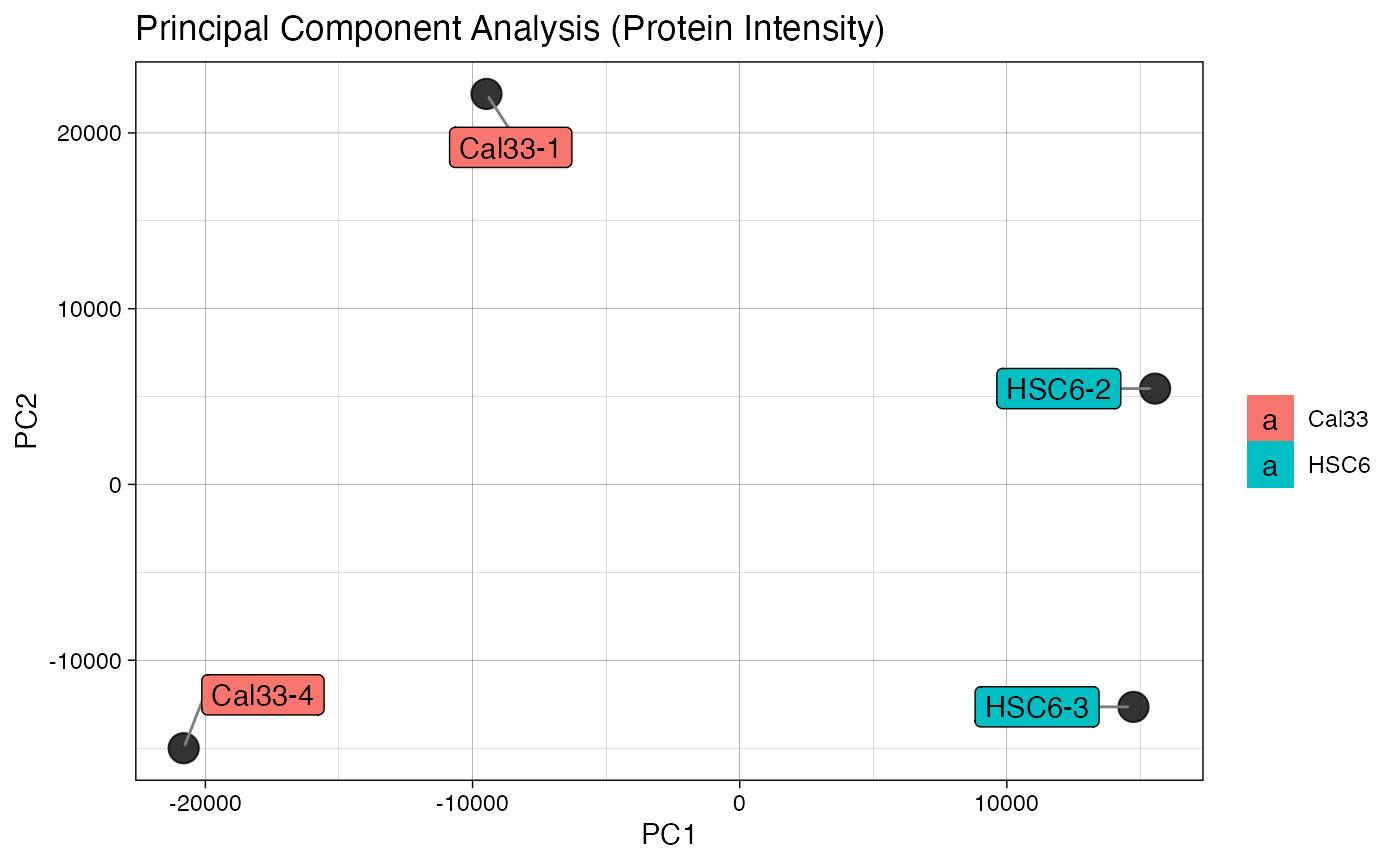 Principal Component Analysis (Protein Intensity)
PC2
20000
10000
0
-10000
Cal33-1
HSC6-2
Cal33-4
HSC6-3
-20000
-10000
0
10000
PC1
a Cal33
a HSC6